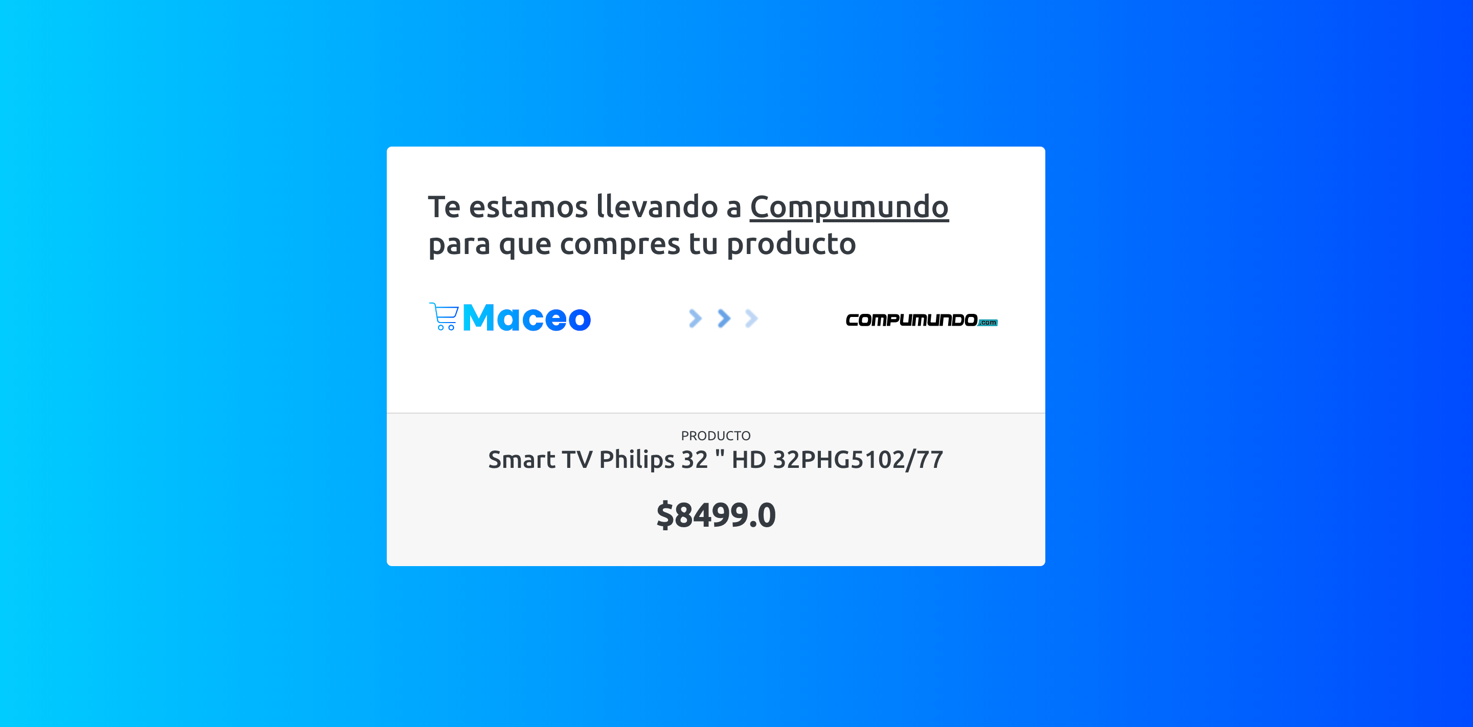 Te estamos llevando a Compumundo
para que compres tu producto
Maceo
COMPUMUNDO.com
PRODUCTO
Smart TV Philips 32 " HD 32PHG5102/77
$8499.0